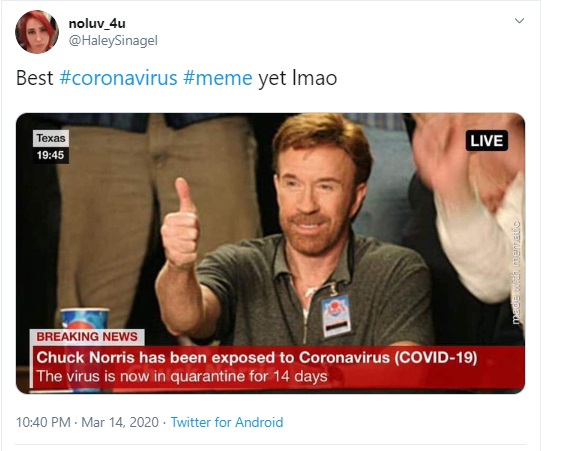 noluv_4u
@HaleySinagel
Best #coronavirus #meme yet lmao
Texas
19:45
LIVE
made with mematic
BREAKING NEWS
Chuck Norris has been exposed to Coronavirus (COVID-19)
The virus is now in quarantine for 14 days
10:40 PM · Mar 14, 2020 · Twitter for Android